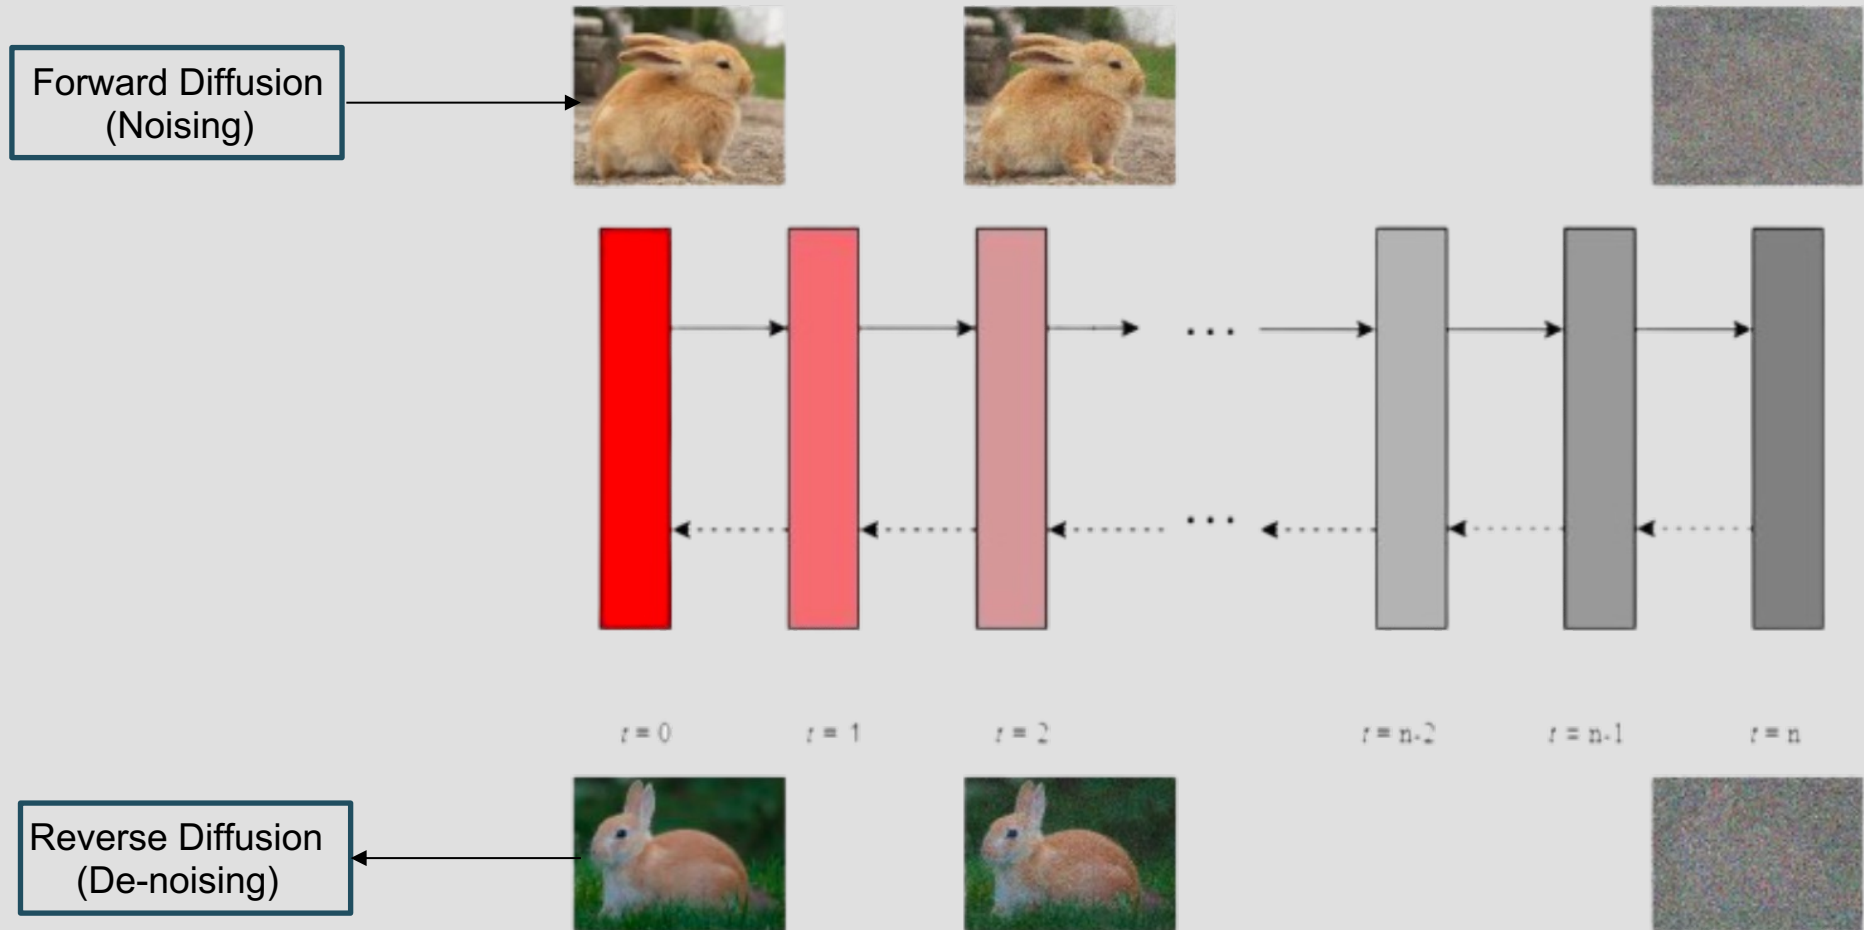 Forward Diffusion
(Noising)
...
...
t = 0
t = 1
t = 2
t = n-2
t = n-1
t = n
Reverse Diffusion
(De-noising)